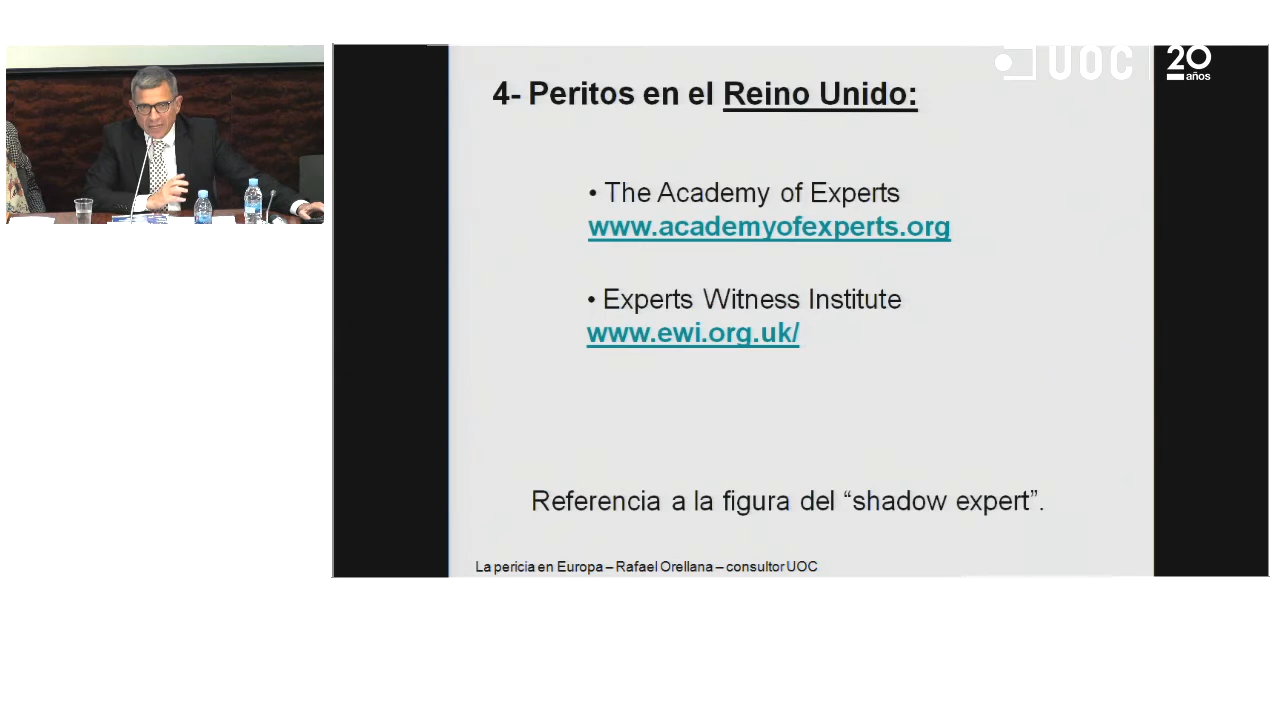 UOC
20
años
4- Peritos en el Reino Unido:
• The Academy of Experts
www.academyofexperts.org
• Experts Witness Institute
www.ewi.org.uk/
Referencia a la figura del “shadow expert”.
La pericia en Europa – Rafael Orellana – consultor UOC